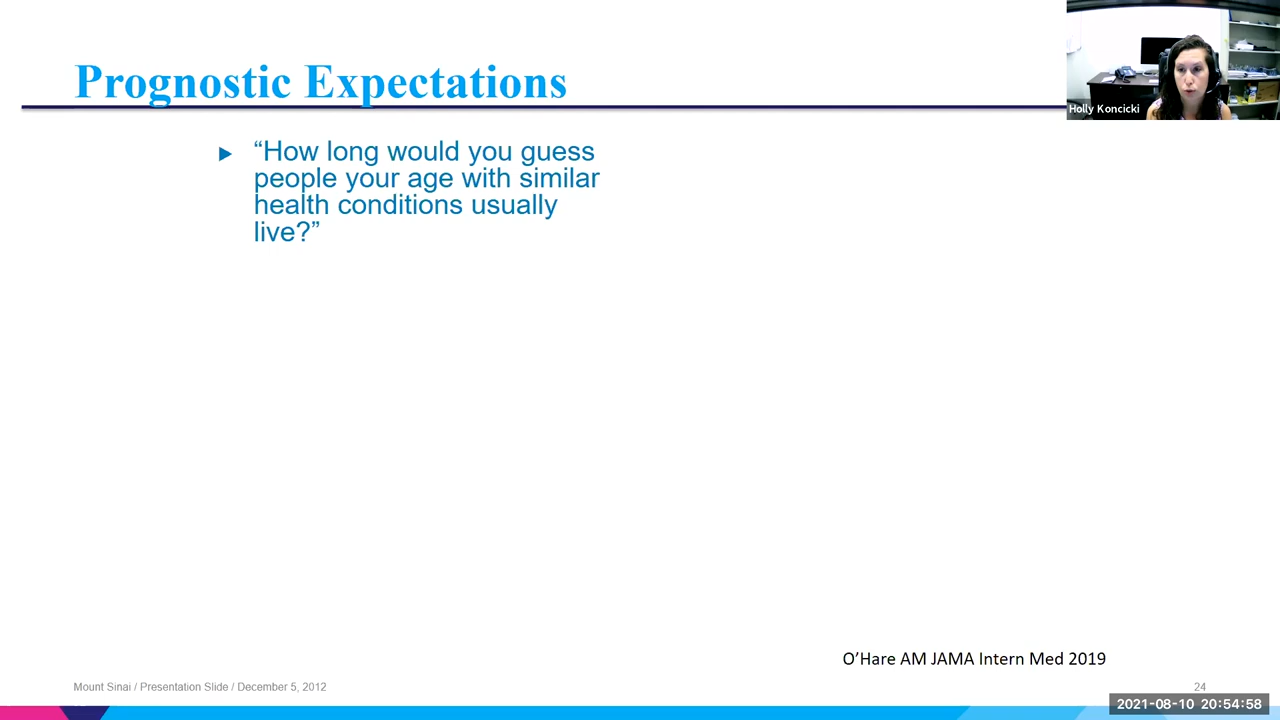 Prognostic Expectations
Holly Koncicki
“How long would you guess
people your age with similar
health conditions usually
live?”
O’Hare AM JAMA Intern Med 2019
Mount Sinai / Presentation Slide / December 5, 2012
24
2021-08-10 20:54:58